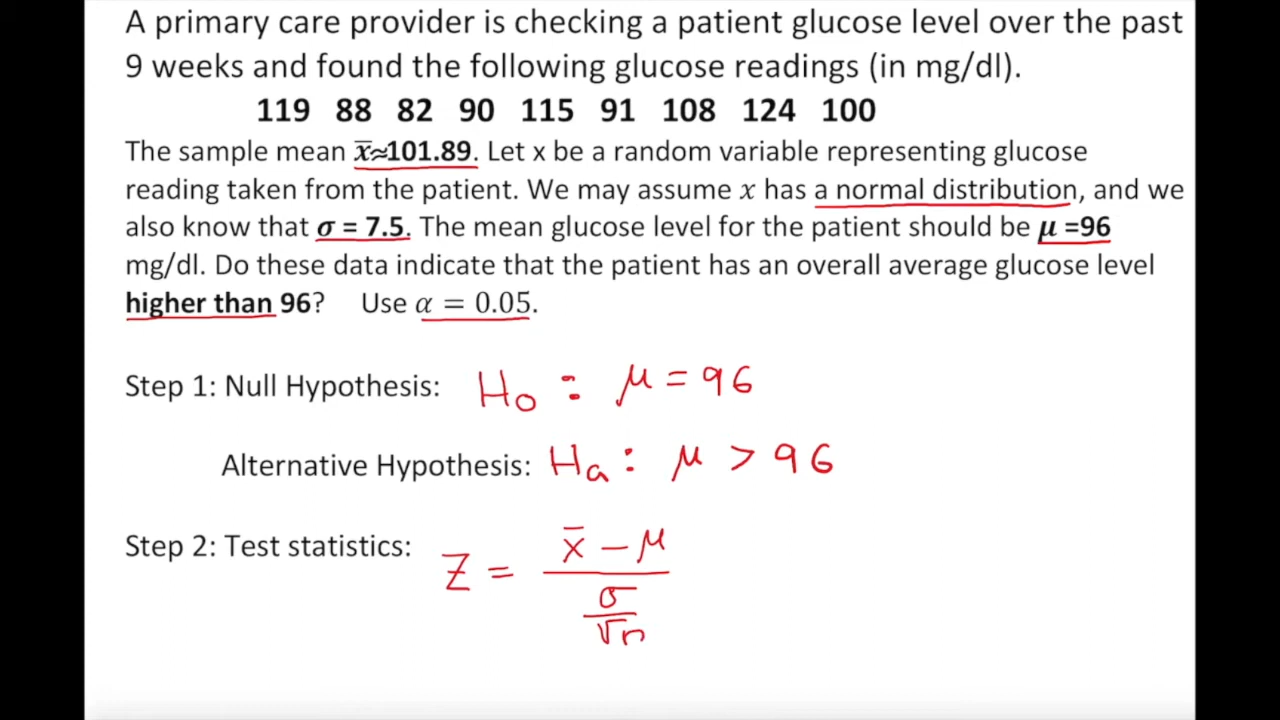 A primary care provider is checking a patient glucose level over the past
9 weeks and found the following glucose readings (in mg/dl).
119 88 82 90 115 91 108 124 100
The sample mean x̅≈101.89. Let x be a random variable representing glucose
reading taken from the patient. We may assume x has a normal distribution, and we
also know that σ = 7.5. The mean glucose level for the patient should be μ =96
mg/dl. Do these data indicate that the patient has an overall average glucose level
higher than 96? Use α = 0.05.
Step 1: Null Hypothesis: H₀ : μ = 96
Alternative Hypothesis: Hₐ : μ > 96
Step 2: Test statistics: Z = (x̅ − μ) / (σ / √n)